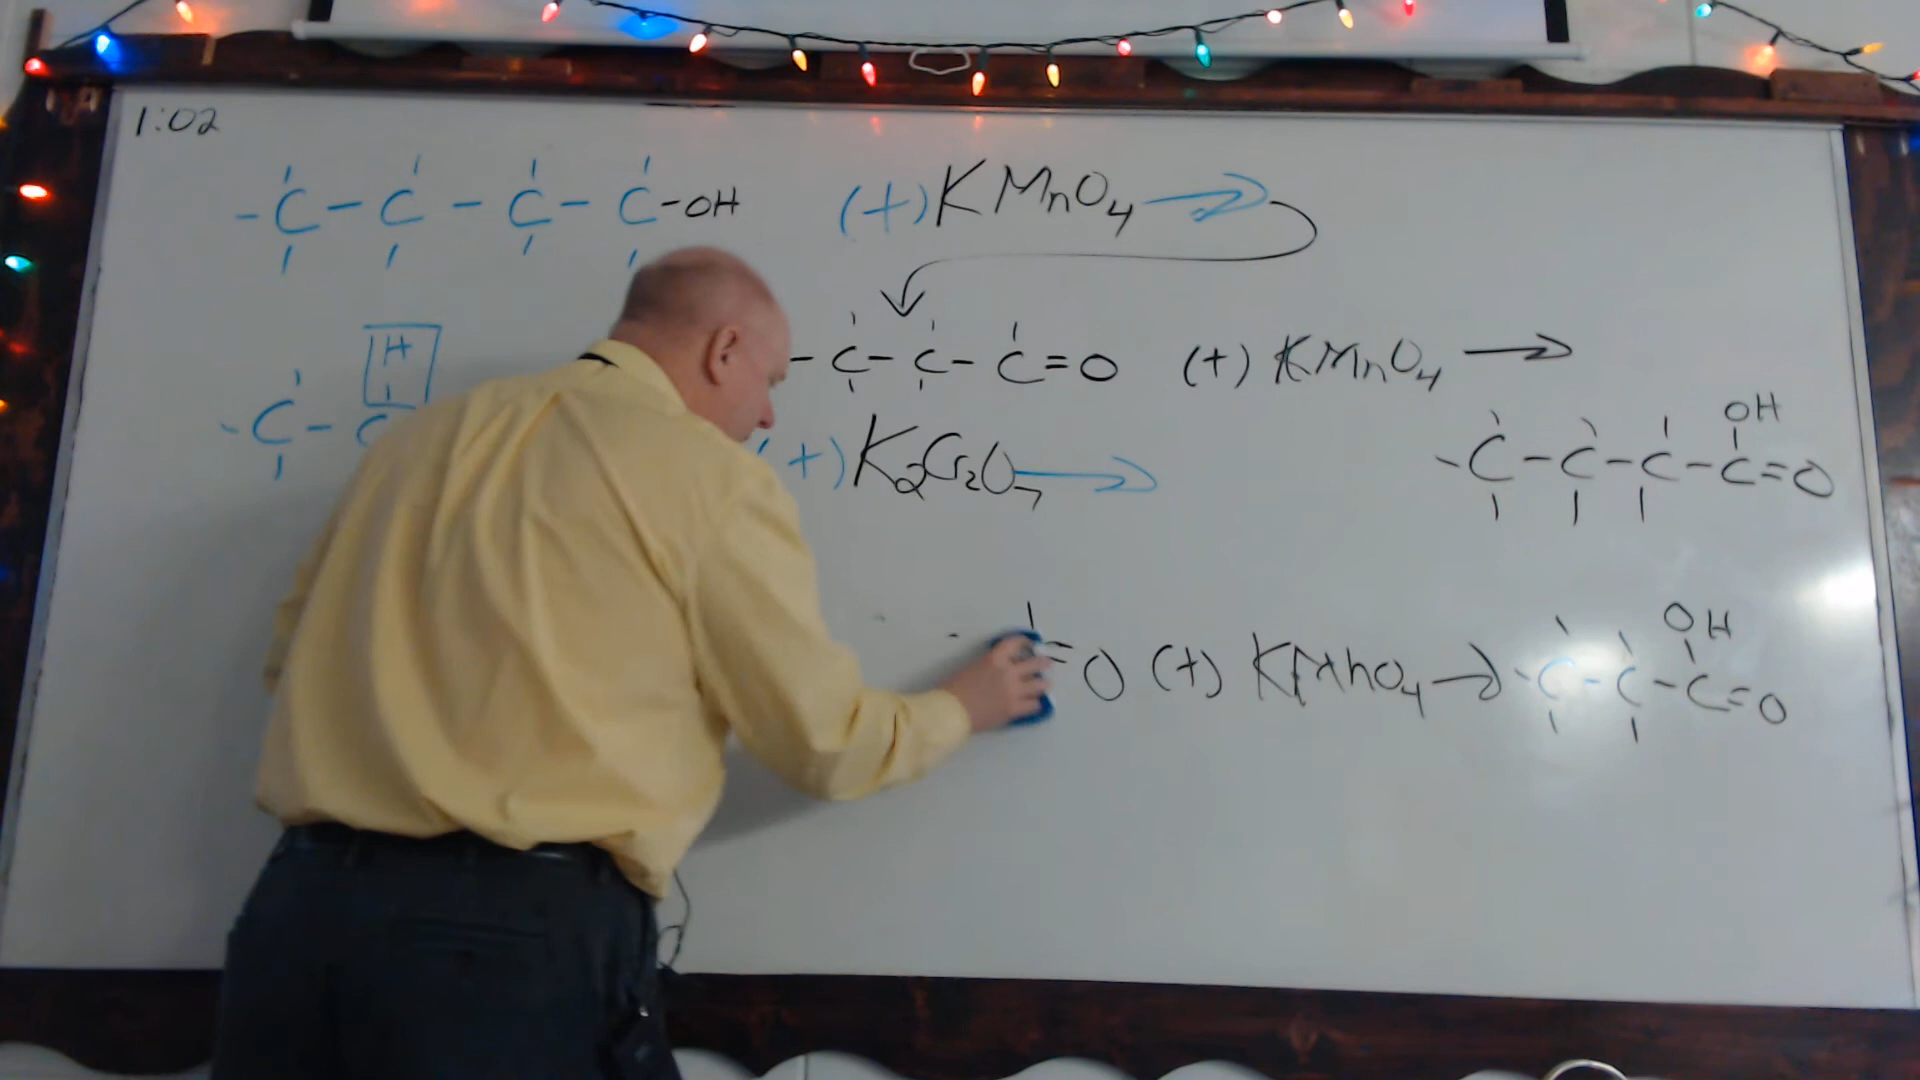 1:02
-C-C-C-C-OH (+) KMnO4
-C-C-C=O (+) KMnO4
H
-C-C (+) K2Cr2O7
OH
-C-C-C-C=O
OH
=O (+) KMnO4 -C-C-C=O